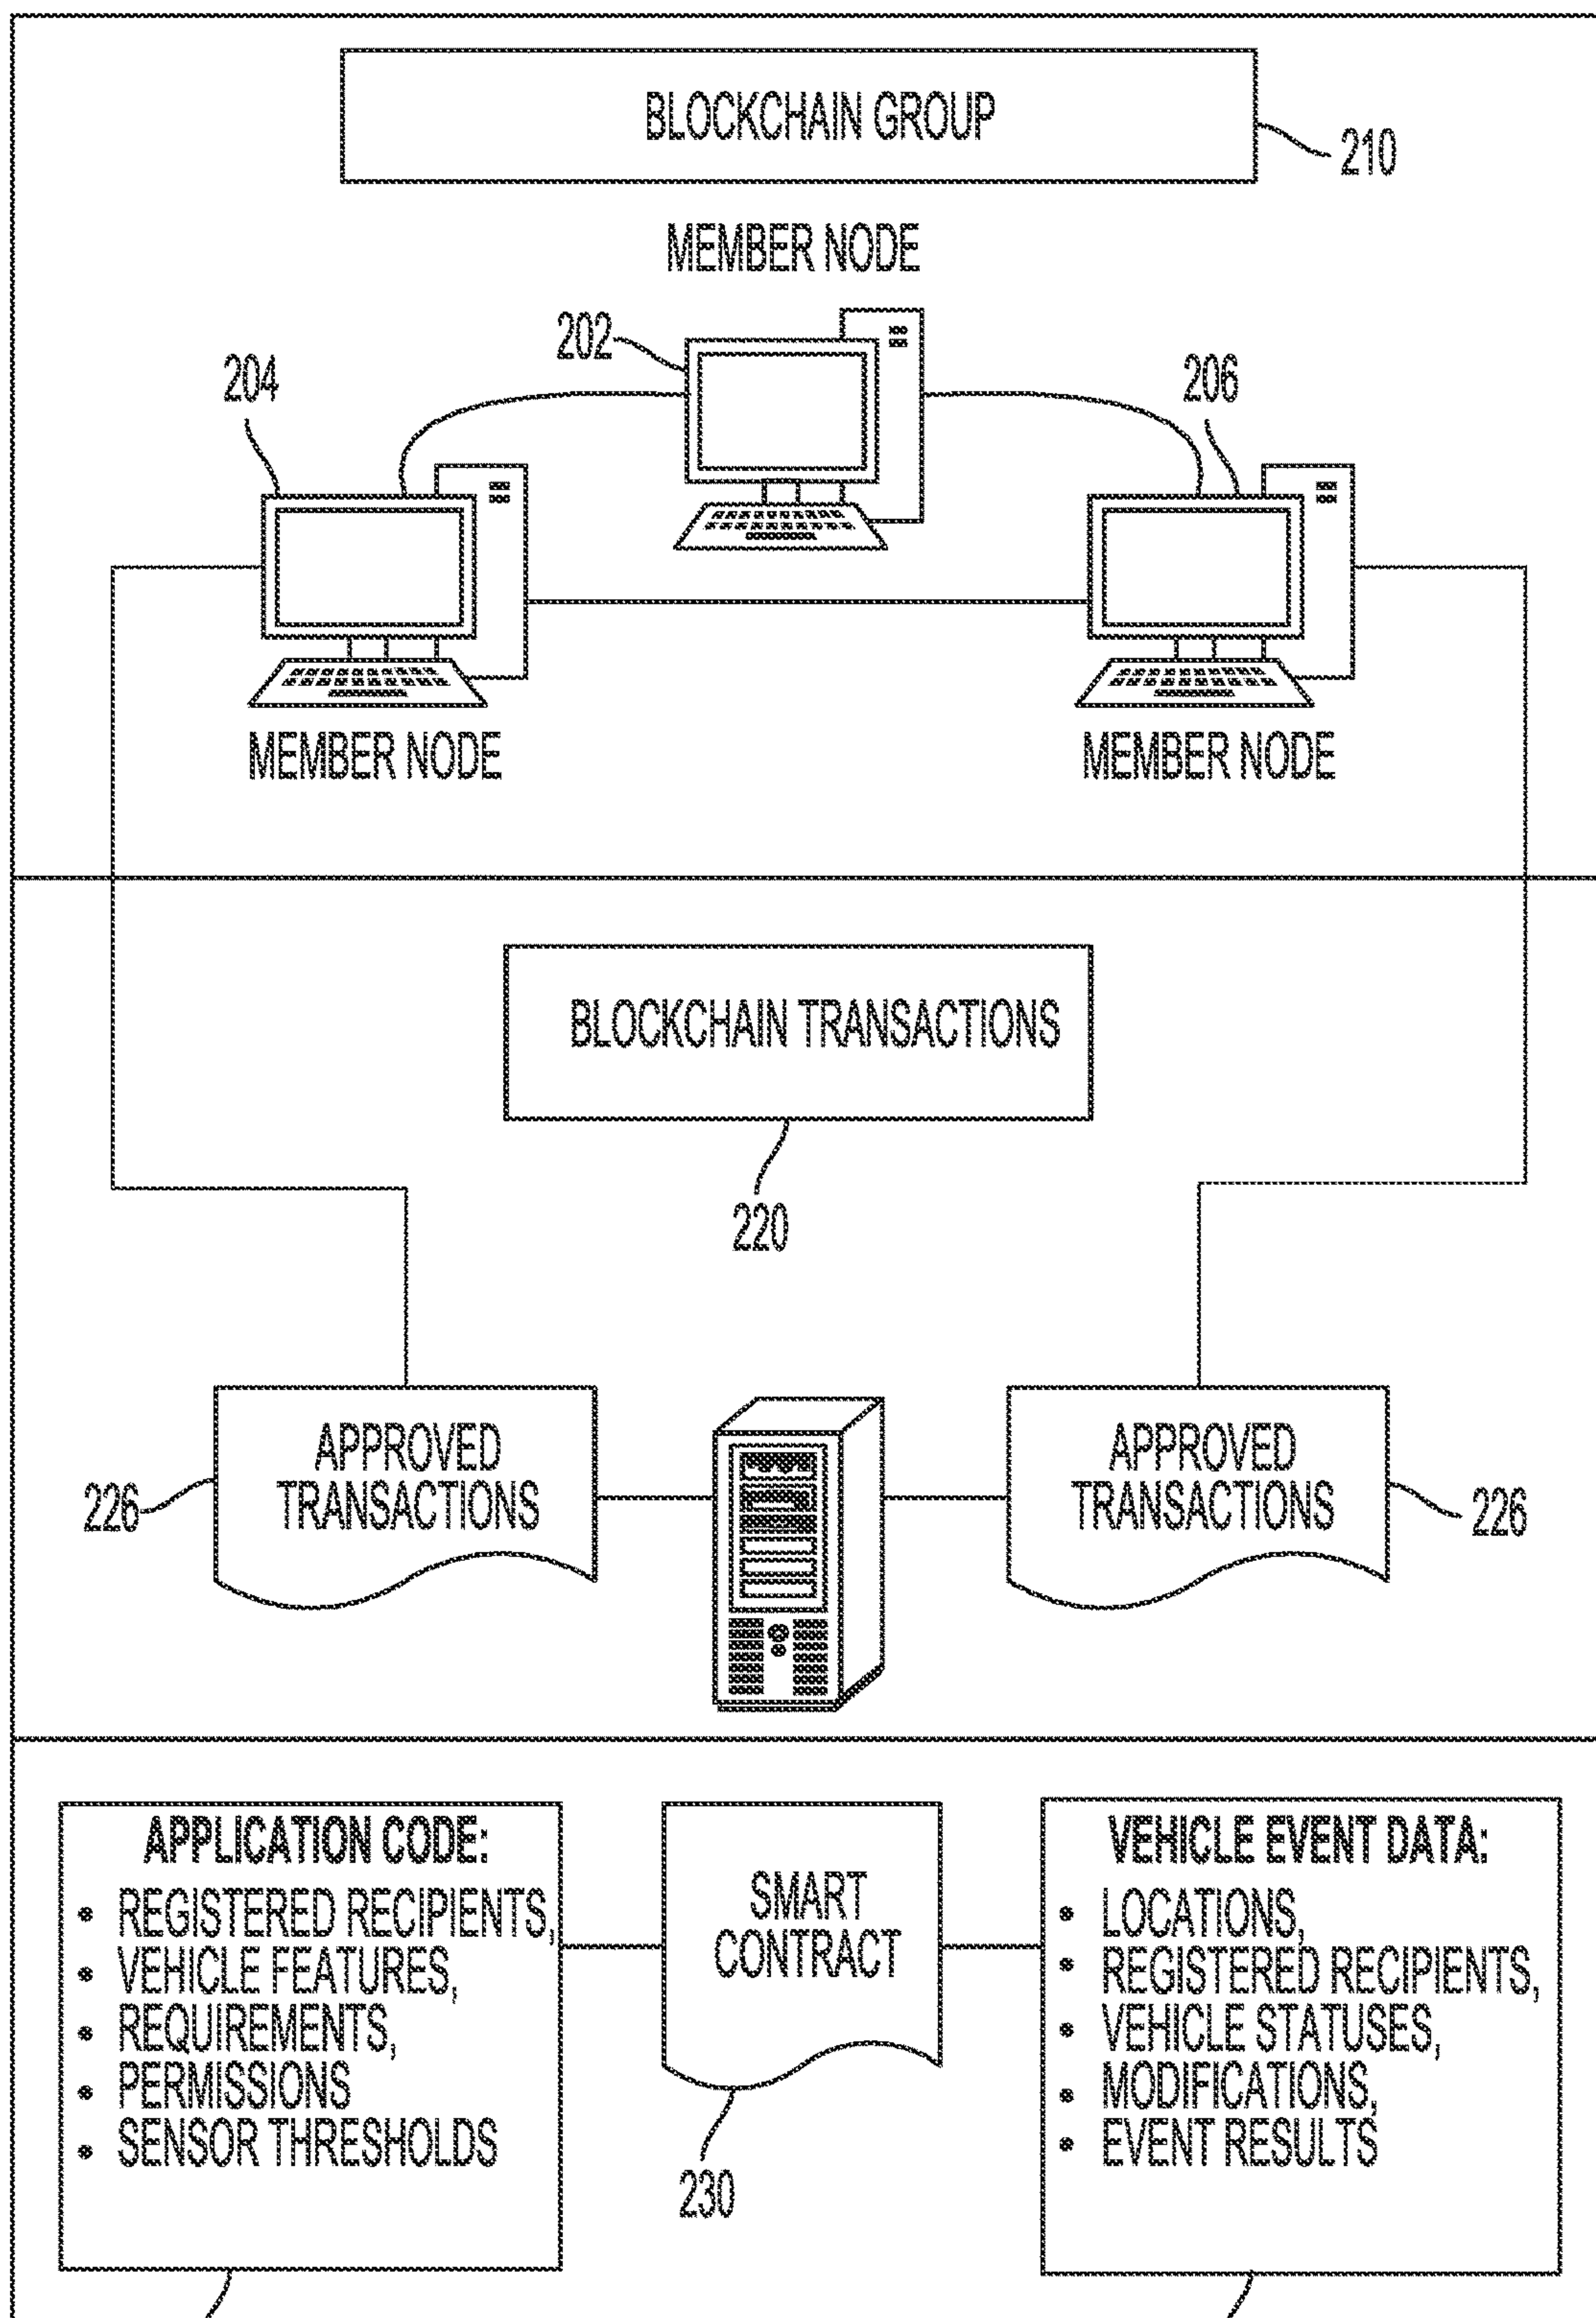 BLOCKCHAIN GROUP
210
MEMBER NODE
202
204
206
MEMBER NODE
MEMBER NODE
BLOCKCHAIN TRANSACTIONS
220
APPROVED
TRANSACTIONS
226
APPROVED
TRANSACTIONS
226
APPLICATION CODE:
• REGISTERED RECIPIENTS,
• VEHICLE FEATURES,
• REQUIREMENTS,
• PERMISSIONS
• SENSOR THRESHOLDS
SMART
CONTRACT
230
VEHICLE EVENT DATA:
• LOCATIONS,
• REGISTERED RECIPIENTS,
• VEHICLE STATUSES,
• MODIFICATIONS,
• EVENT RESULTS